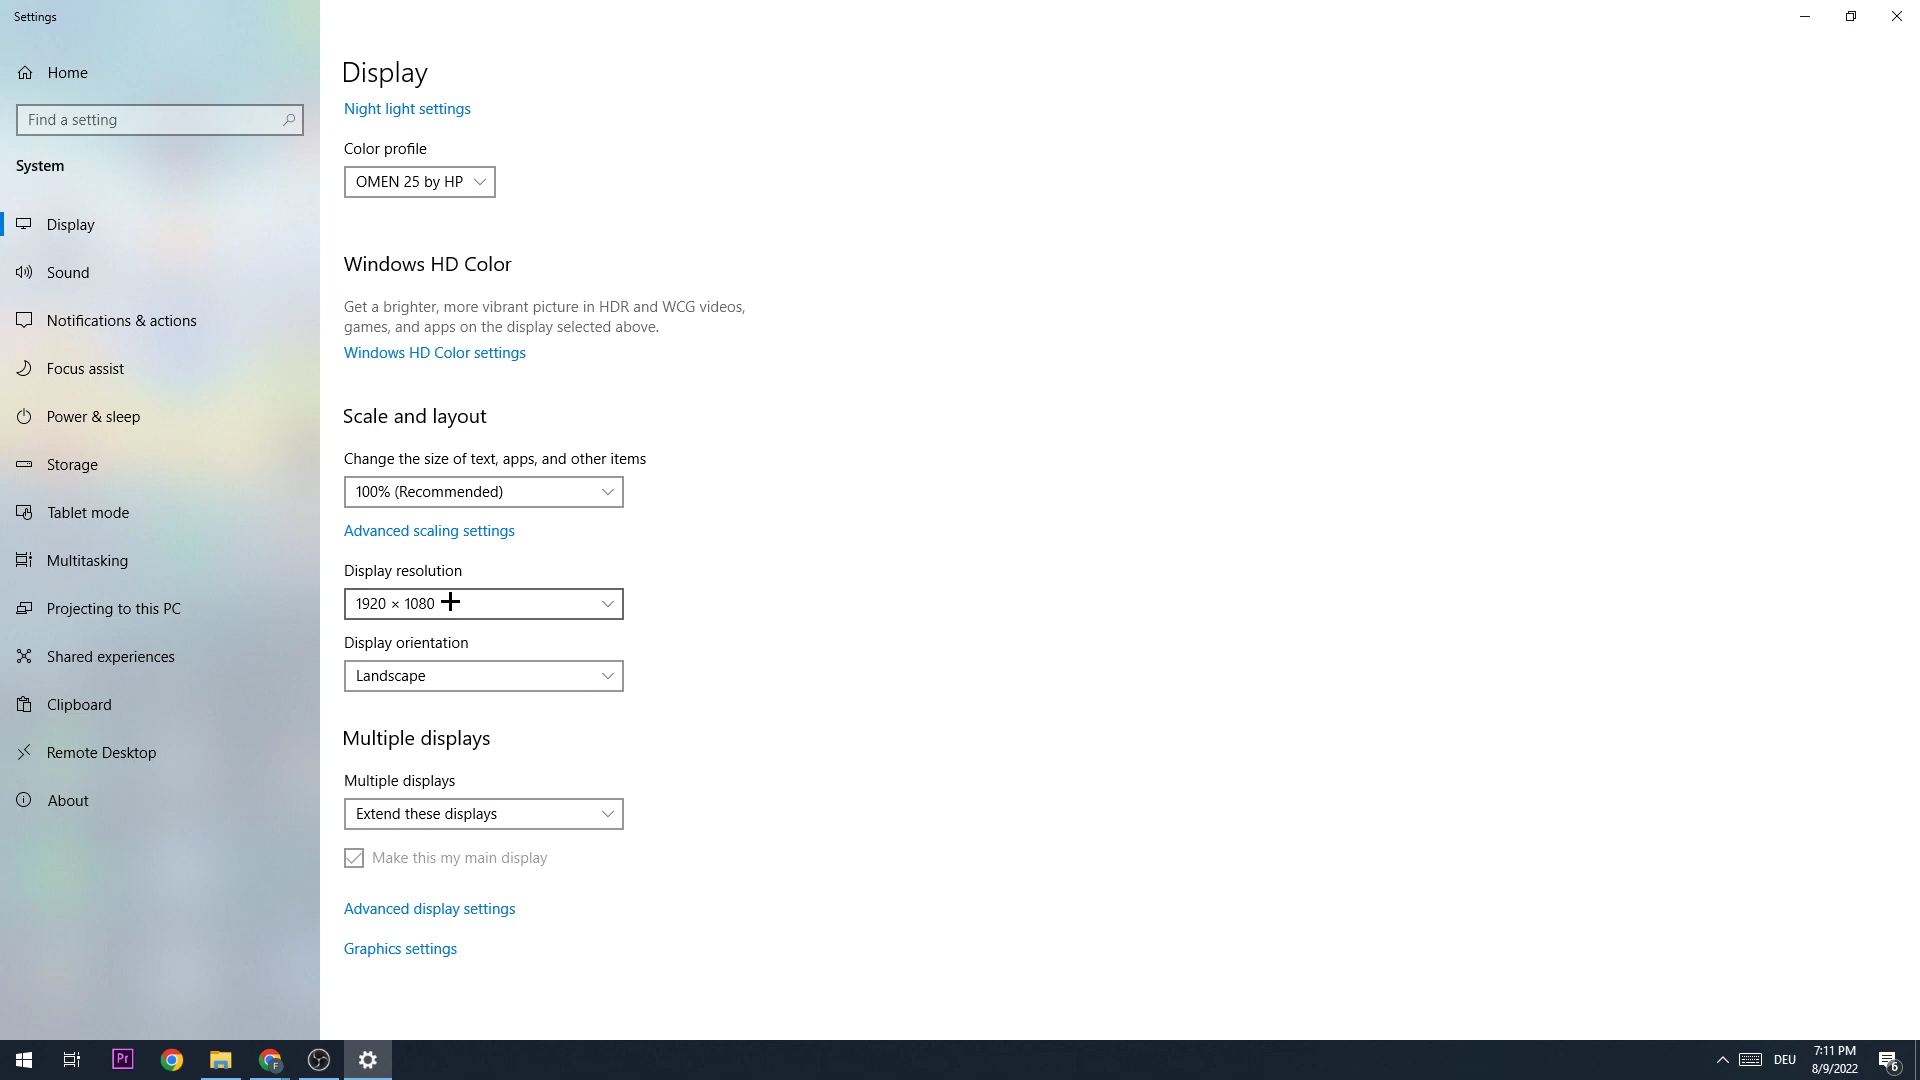 Settings
Home
Find a setting
System
Display
Sound
Notifications & actions
Focus assist
Power & sleep
Storage
Tablet mode
Multitasking
Projecting to this PC
Shared experiences
Clipboard
Remote Desktop
About
Display
Night light settings
Color profile
OMEN 25 by HP
Windows HD Color
Get a brighter, more vibrant picture in HDR and WCG videos,
games, and apps on the display selected above.
Windows HD Color settings
Scale and layout
Change the size of text, apps, and other items
100% (Recommended)
Advanced scaling settings
Display resolution
1920 × 1080
Display orientation
Landscape
Multiple displays
Multiple displays
Extend these displays
Make this my main display
Advanced display settings
Graphics settings
Pr
F
DEU
7:11 PM
8/9/2022
6